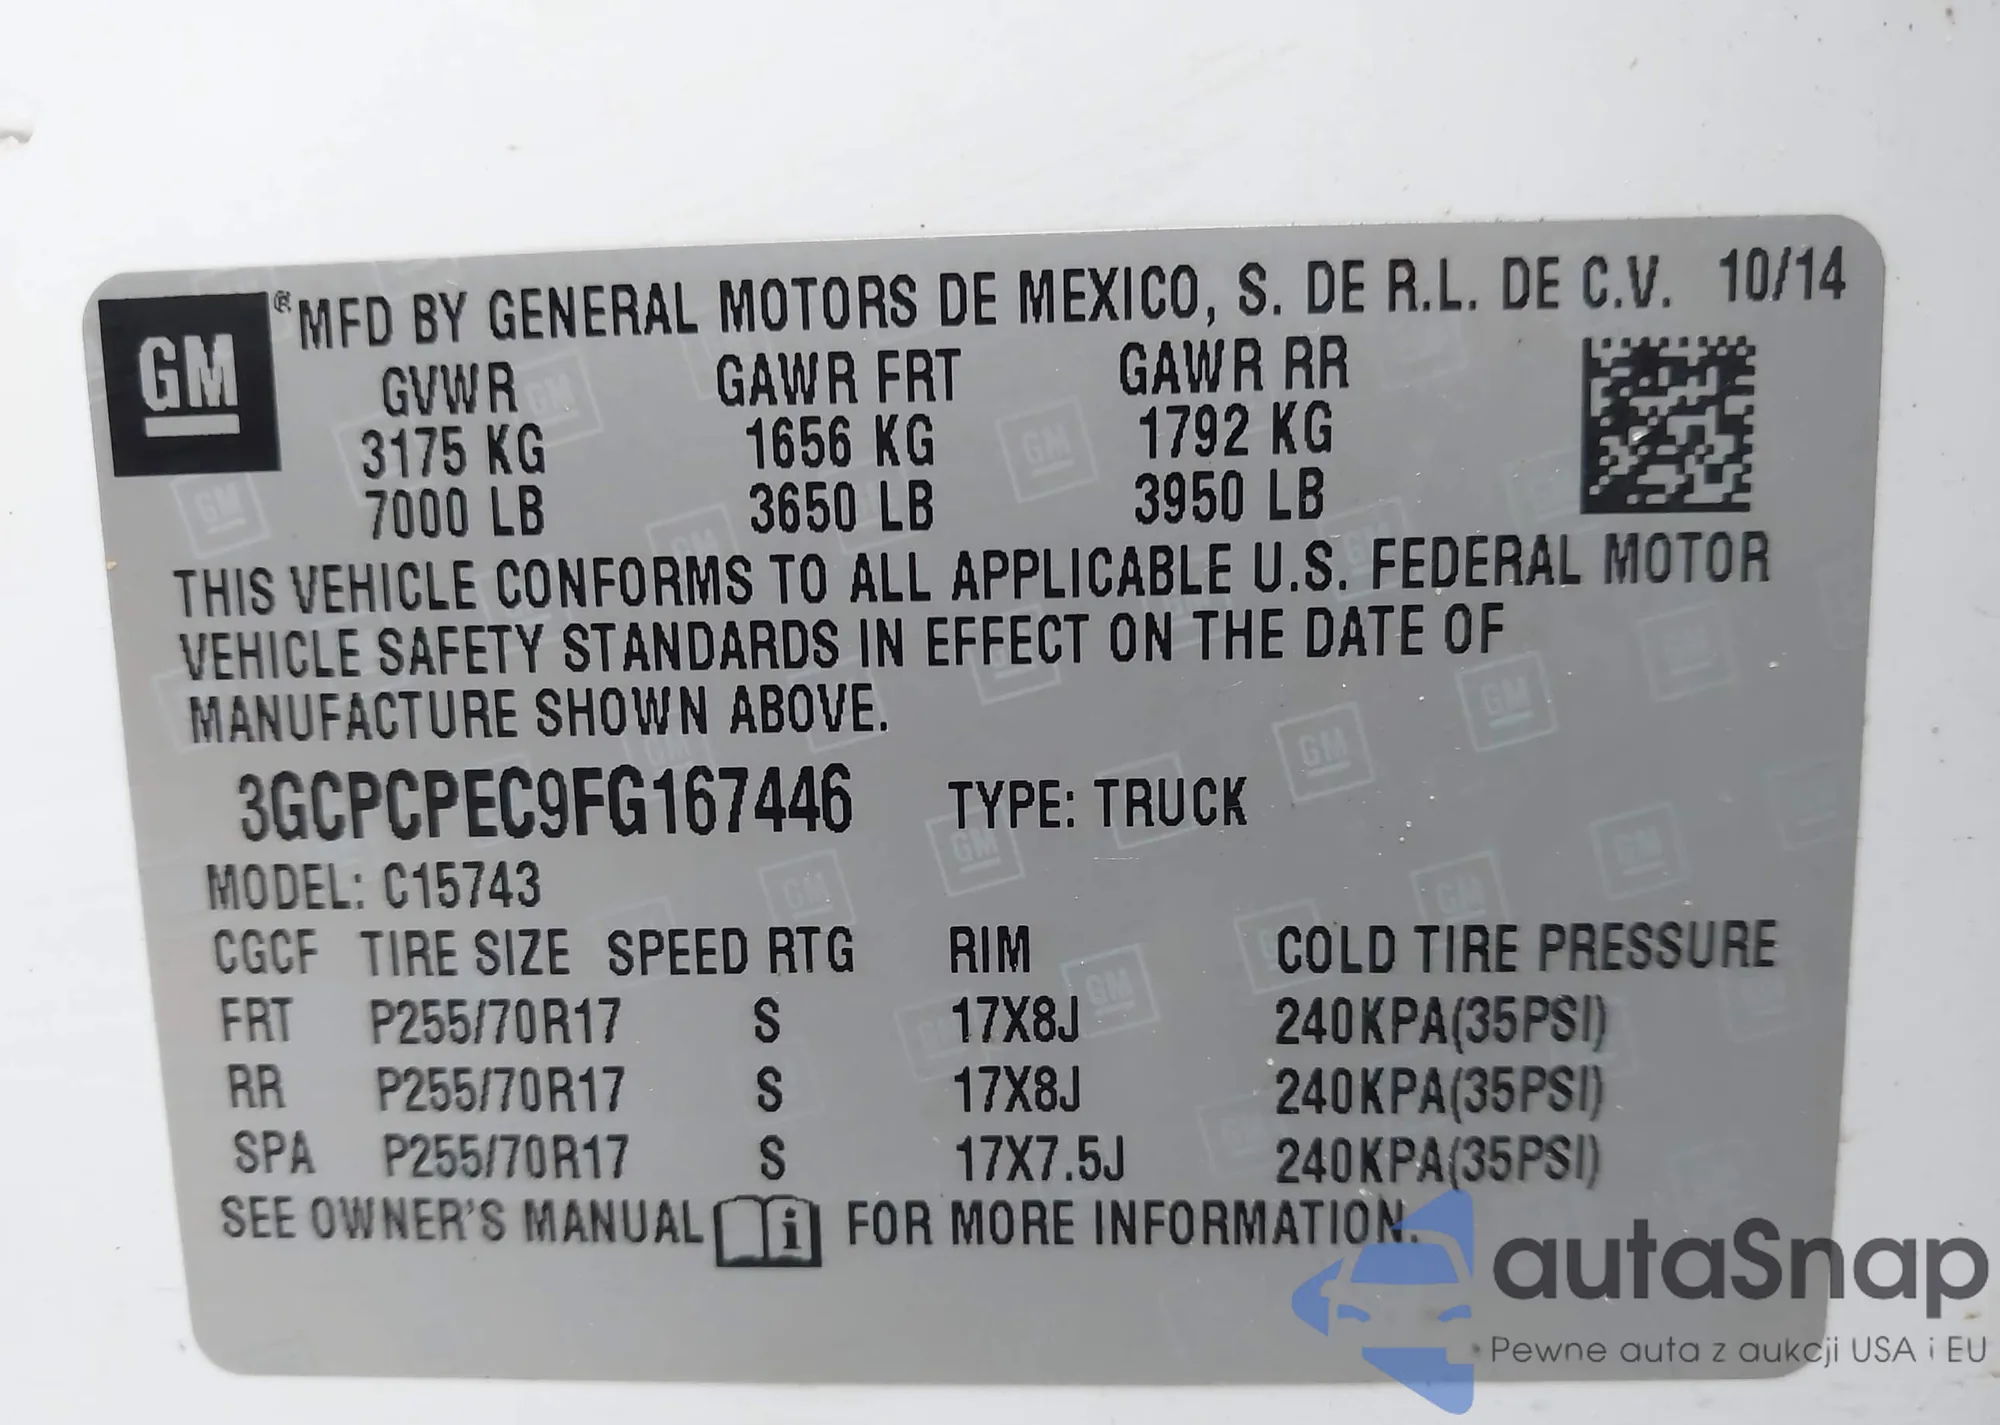 GM ® MFD BY GENERAL MOTORS DE MEXICO, S. DE R.L. DE C.V. 10/14
GVWR GAWR FRT GAWR RR
3175 KG 1656 KG 1792 KG
7000 LB 3650 LB 3950 LB
THIS VEHICLE CONFORMS TO ALL APPLICABLE U.S. FEDERAL MOTOR
VEHICLE SAFETY STANDARDS IN EFFECT ON THE DATE OF
MANUFACTURE SHOWN ABOVE.
3GCPCPEC9FG167446 TYPE: TRUCK
MODEL: C15743
CGCF TIRE SIZE SPEED RTG RIM COLD TIRE PRESSURE
FRT P255/70R17 S 17X8J 240KPA(35PSI)
RR P255/70R17 S 17X8J 240KPA(35PSI)
SPA P255/70R17 S 17X7.5J 240KPA(35PSI)
SEE OWNER'S MANUAL i FOR MORE INFORMATION.
autaSnap
Pewne auta z aukcji USA i EU